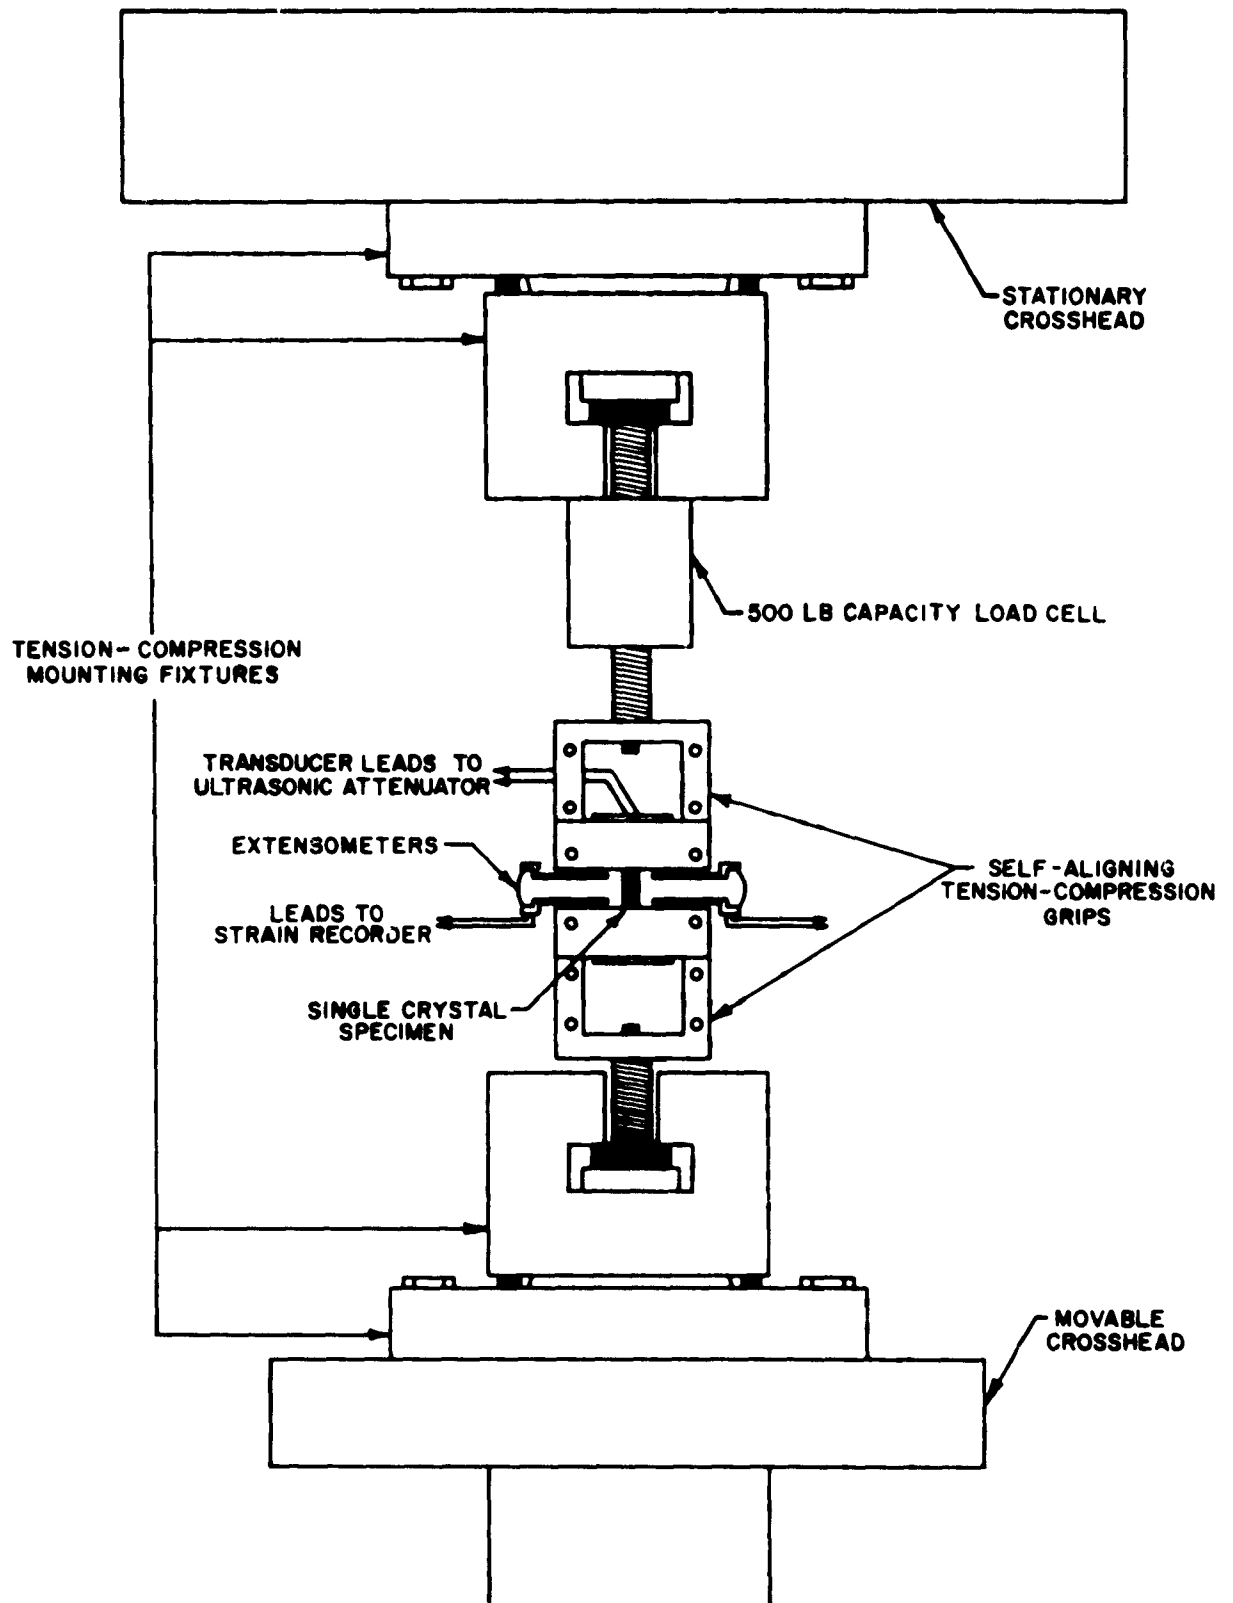 STATIONARY
CROSSHEAD
500 LB CAPACITY LOAD CELL
TENSION-COMPRESSION
MOUNTING FIXTURES
TRANSDUCER LEADS TO
ULTRASONIC ATTENUATOR
EXTENSOMETERS
SELF-ALIGNING
TENSION-COMPRESSION
GRIPS
LEADS TO
STRAIN RECORDER
SINGLE CRYSTAL
SPECIMEN
MOVABLE
CROSSHEAD